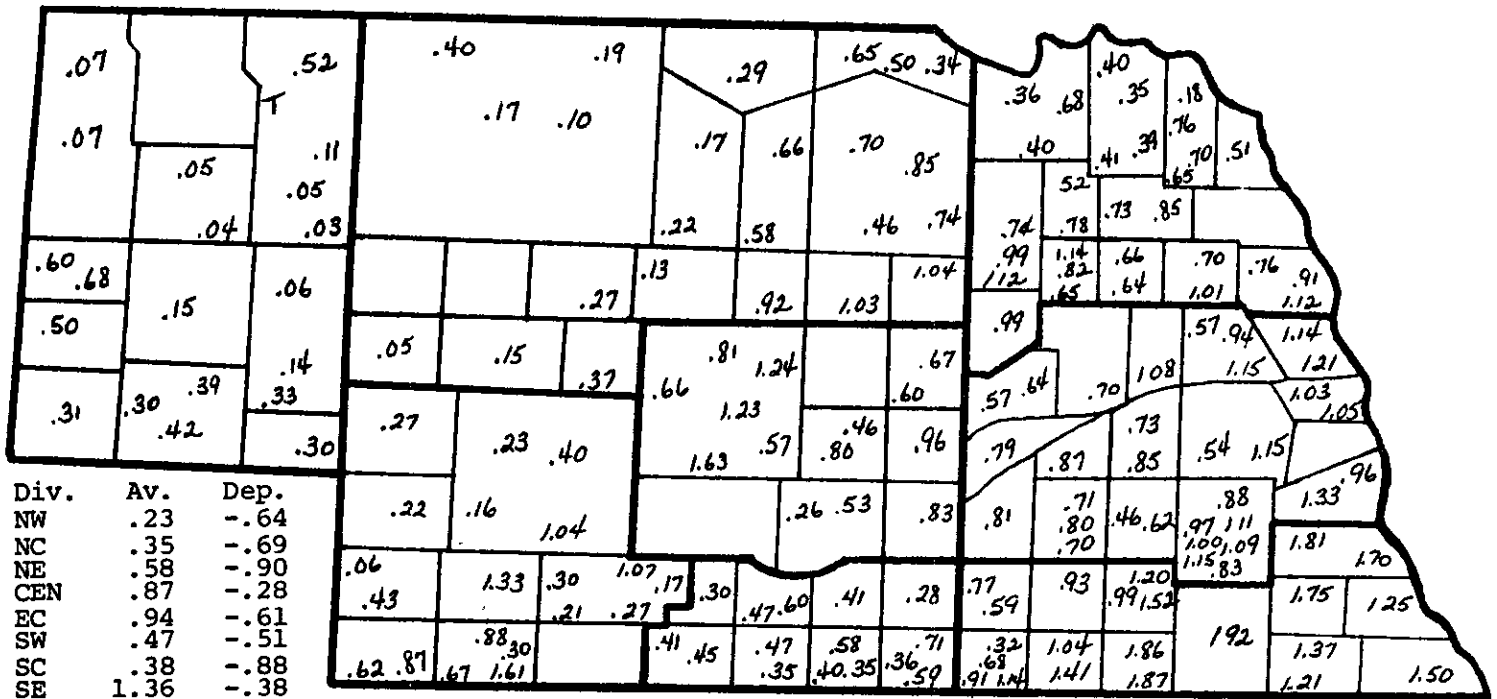 .40 .19 .65 .50 .34 .40
.07 .52 .29 .36 .68 .35 .18
.17 .10 .76
.07 .11 .17 .66 .70 .40 .41 .39 .70 .51
.05 .05 .85 .65
.04 .03 .22 .58 .46 .74 .74 .52 .78 .73 .85
.60 .68 .06 .13 1.04 .99 1.14 .82 .66 .70 .76 .91
.15 .27 .92 1.03 1.12 .65 .64 1.01 1.12
.50 .05 .15 .81 1.24 .67 .99 .57 .94 1.14
.14 .37 .66 .60 .57 .64 .70 1.08 1.15 1.21
.31 .30 .39 .33 1.23 1.03 1.05
.42 .30 .27 .23 .40 1.63 .57 .46 .80 .96 .79 .87 .73 .85 .54 1.15
Div. Av. Dep. .96
NW .23 -.64 .22 .16 .26 .53 .83 .81 .71 .46 .62 .88 1.33
NC .35 -.69 1.04 .80 .97 1.11
NE .58 -.90 .70 1.00 1.09 1.81 1.70
CEN .87 -.28 .06 1.33 .30 1.07 .17 .30 .60 .41 .28 .77 .93 1.20 1.15 .83
EC .94 -.61 .43 .21 .27 .47 .59 .99 1.52 1.75 1.25
SW .47 -.51 .88 .30 .41 .45 .47 .58 .71 .32 1.04 1.86 1.92 1.37
SC .38 -.88 .62 .87 .67 1.61 .35 .40 .35 .36 .59 .68 1.41 1.87 1.21 1.50
SE 1.36 -.38 .91 1.14